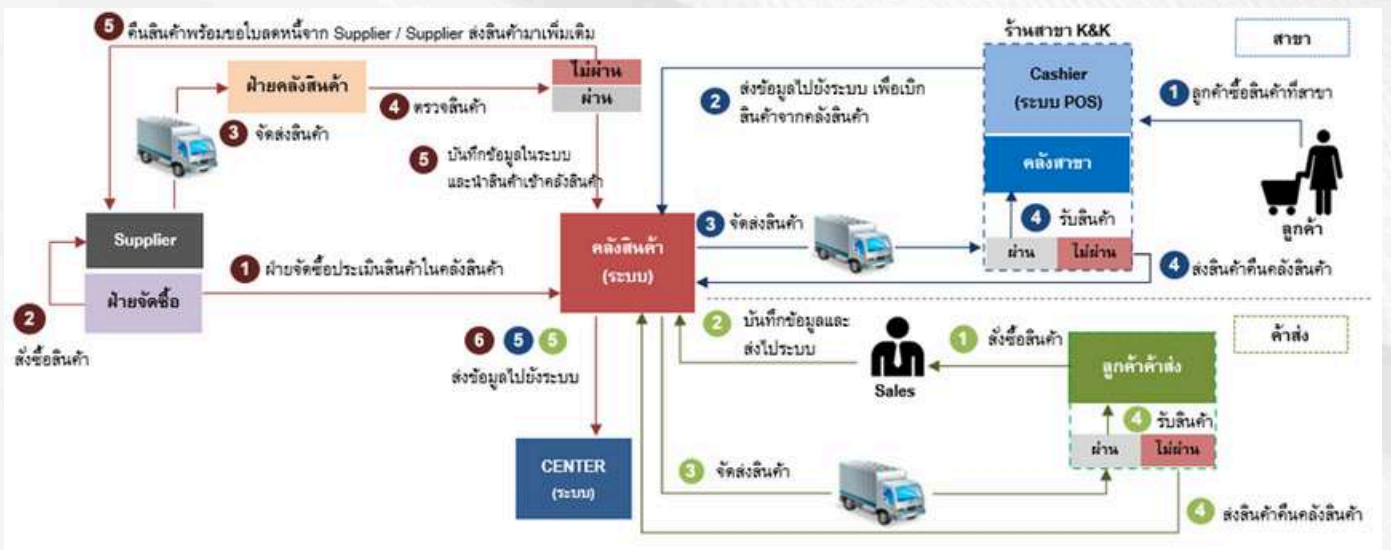 5 คืนสินค้าพร้อมขอใบลดหนี้จาก Supplier / Supplier ส่งสินค้ามาเพิ่มเติม
ฝ่ายคลังสินค้า
ไม่ผ่าน
ผ่าน
4 ตรวจสินค้า
3 จัดส่งสินค้า
5 บันทึกข้อมูลในระบบ
และนำสินค้าเข้าคลังสินค้า
Supplier
ฝ่ายจัดซื้อ
2
สั่งซื้อสินค้า
1 ฝ่ายจัดซื้อประเมินสินค้าในคลังสินค้า
คลังสินค้า
(ระบบ)
6 5 5
ส่งข้อมูลไปยังระบบ
CENTER
(ระบบ)
ร้านสาขา K&K
สาขา
Cashier
(ระบบ POS)
1 ลูกค้าซื้อสินค้าที่สาขา
2 ส่งข้อมูลไปยังระบบ เพื่อเบิก
สินค้าจากคลังสินค้า
คลังสาขา
3 จัดส่งสินค้า
4 รับสินค้า
ผ่าน
ไม่ผ่าน
ลูกค้า
4 ส่งสินค้าคืนคลังสินค้า
ค้าส่ง
2 บันทึกข้อมูลและ
ส่งไประบบ
Sales
1 สั่งซื้อสินค้า
ลูกค้าค้าส่ง
4 รับสินค้า
ผ่าน
ไม่ผ่าน
3 จัดส่งสินค้า
4 ส่งสินค้าคืนคลังสินค้า